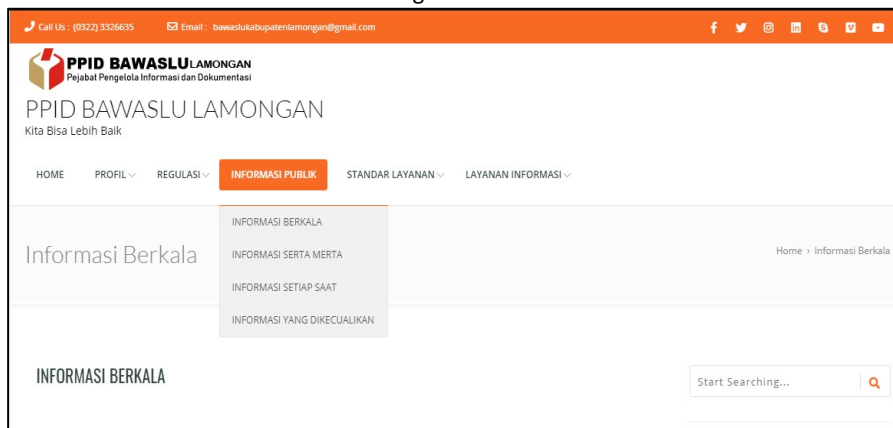 Call Us : (0322) 3326635 Email : bawaslukabupatenlamongan@gmail.com
PPID BAWASLU LAMONGAN
Pejabat Pengelola Informasi dan Dokumentasi
PPID BAWASLU LAMONGAN
Kita Bisa Lebih Baik
HOME PROFIL REGULASI INFORMASI PUBLIK STANDAR LAYANAN LAYANAN INFORMASI
INFORMASI BERKALA
INFORMASI SERTA MERTA
INFORMASI SETIAP SAAT
INFORMASI YANG DIKECUALIKAN
Informasi Berkala
Home › Informasi Berkala
INFORMASI BERKALA
Start Searching...